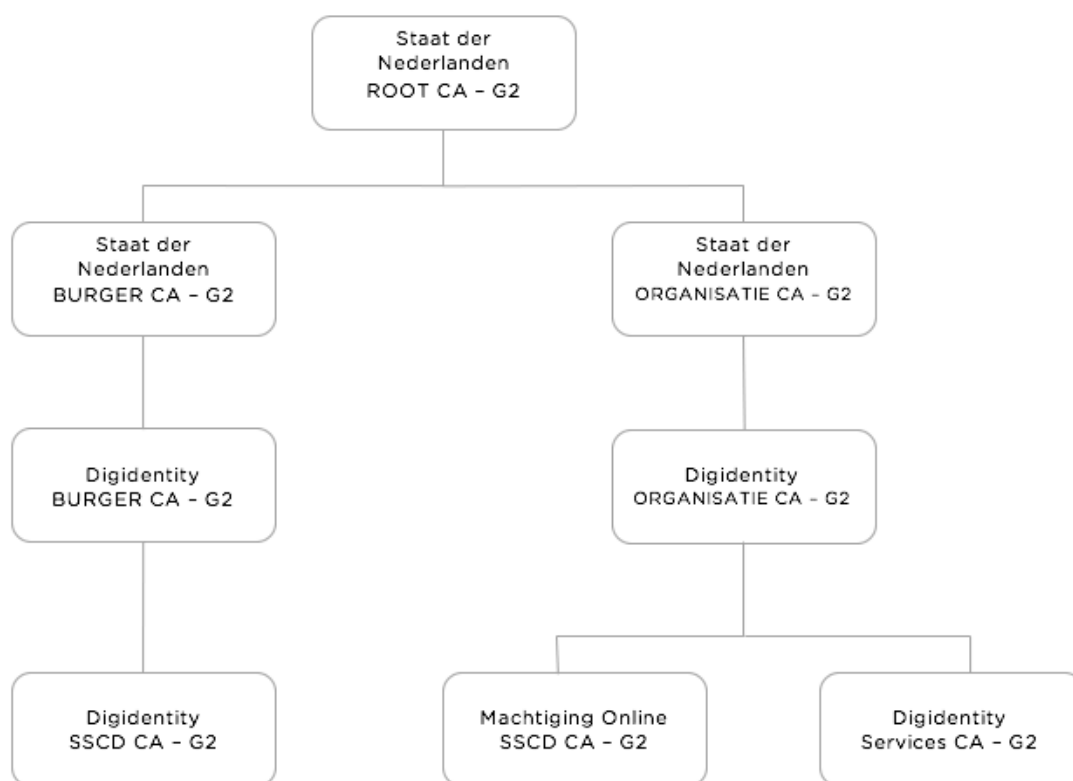 Staat der
Nederlanden
ROOT CA – G2
Staat der
Nederlanden
BURGER CA – G2
Staat der
Nederlanden
ORGANISATIE CA – G2
Digidentity
BURGER CA – G2
Digidentity
ORGANISATIE CA – G2
Digidentity
SSCD CA – G2
Machtiging Online
SSCD CA – G2
Digidentity
Services CA – G2